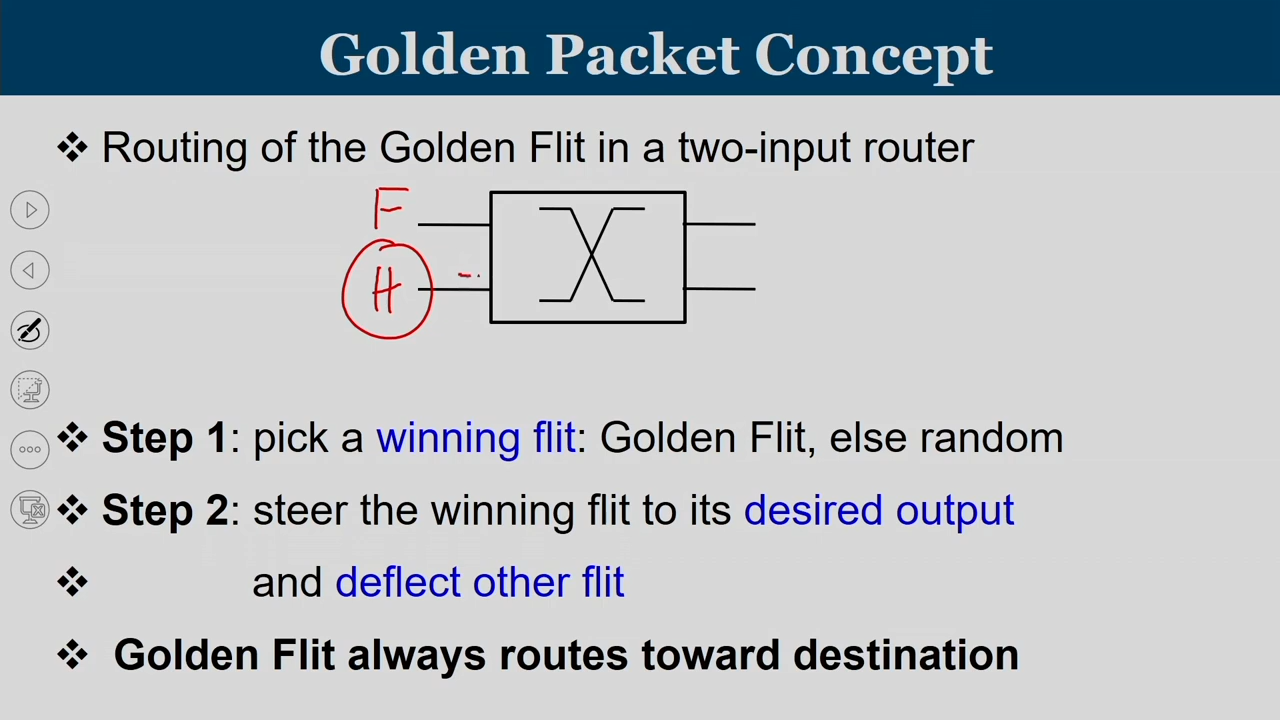 Golden Packet Concept
❖ Routing of the Golden Flit in a two-input router
F
H
❖ Step 1: pick a winning flit: Golden Flit, else random
❖ Step 2: steer the winning flit to its desired output
❖ and deflect other flit
❖ Golden Flit always routes toward destination